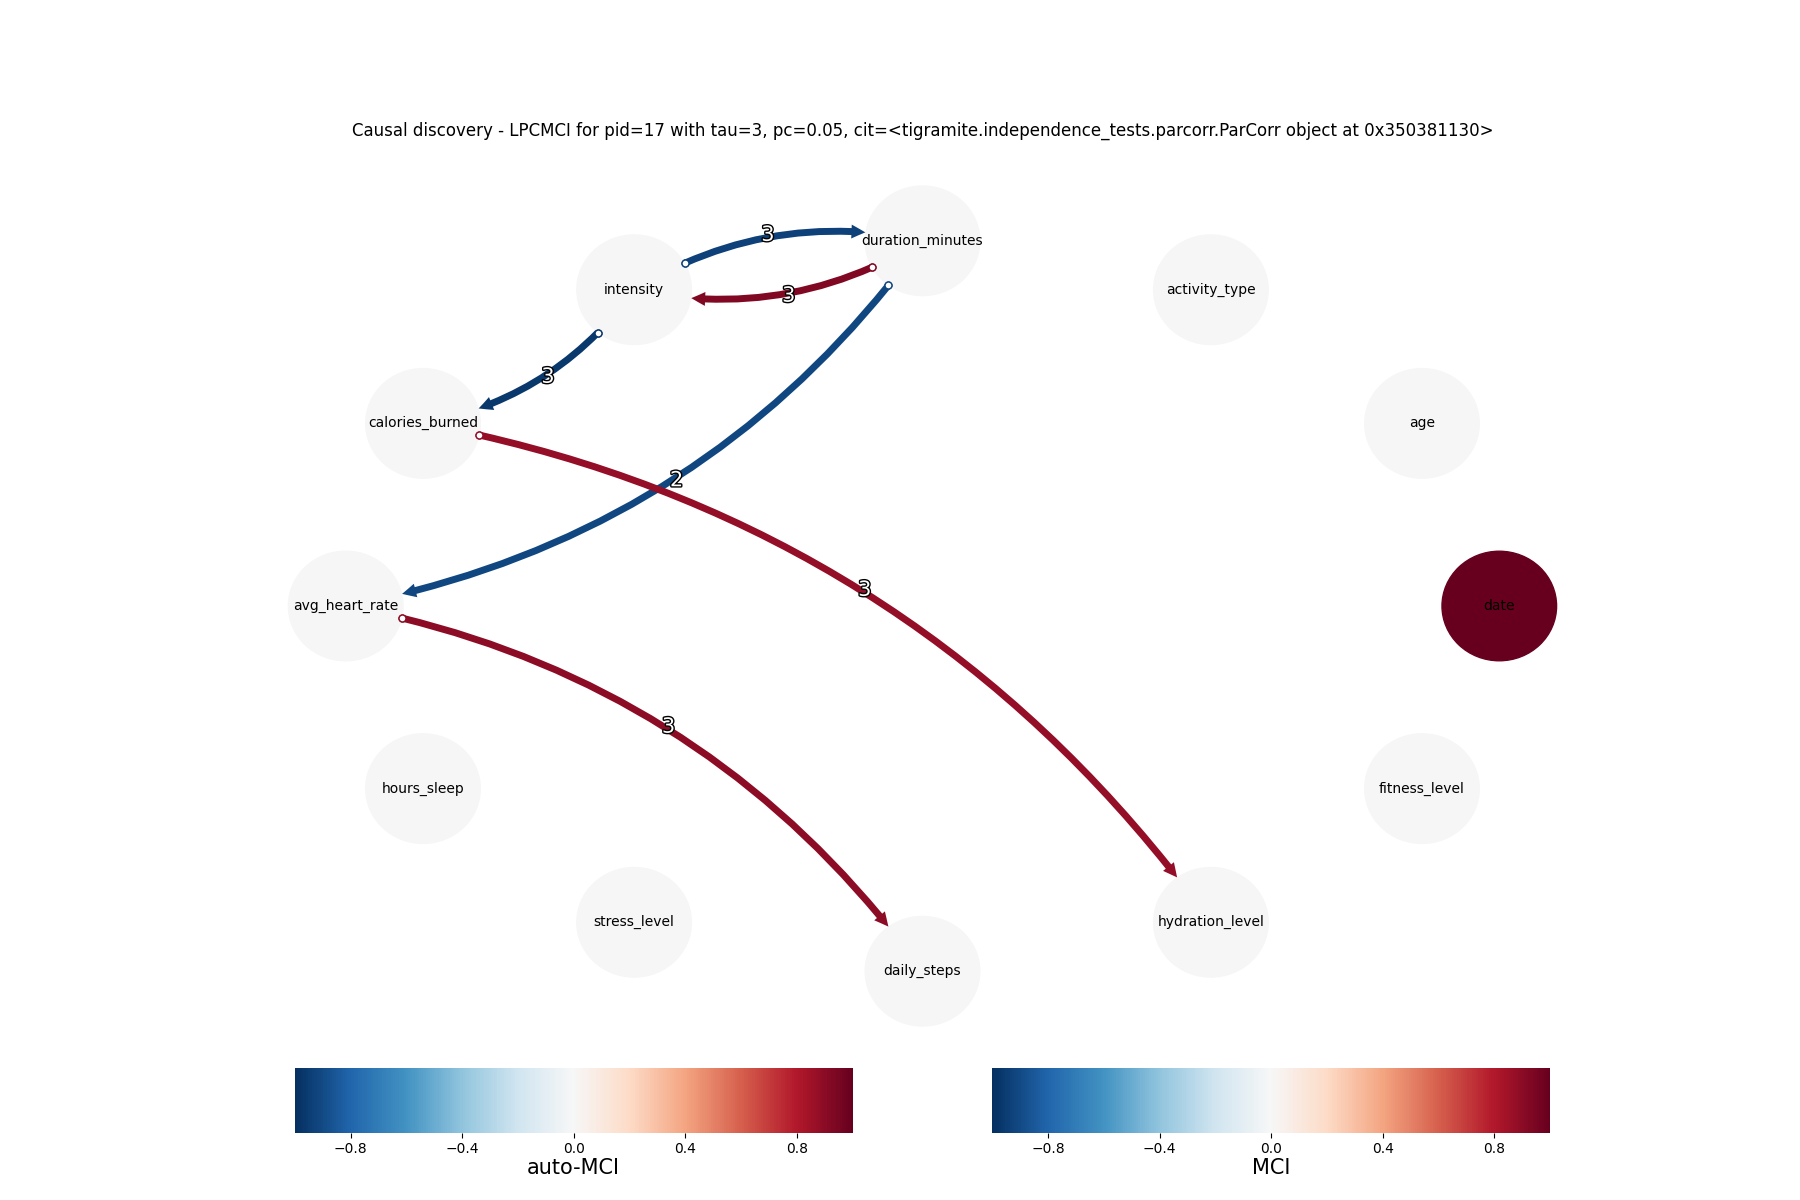 Causal discovery - LPCMCI for pid=17 with tau=3, pc=0.05, cit=<tigramite.independence_tests.parcorr.ParCorr object at 0x350381130>
3
duration_minutes
intensity
3
activity_type
3
calories_burned
age
2
3
avg_heart_rate
date
3
hours_sleep
fitness_level
stress_level
hydration_level
daily_steps
−0.8 −0.4 0.0 0.4 0.8
auto-MCI
−0.8 −0.4 0.0 0.4 0.8
MCI